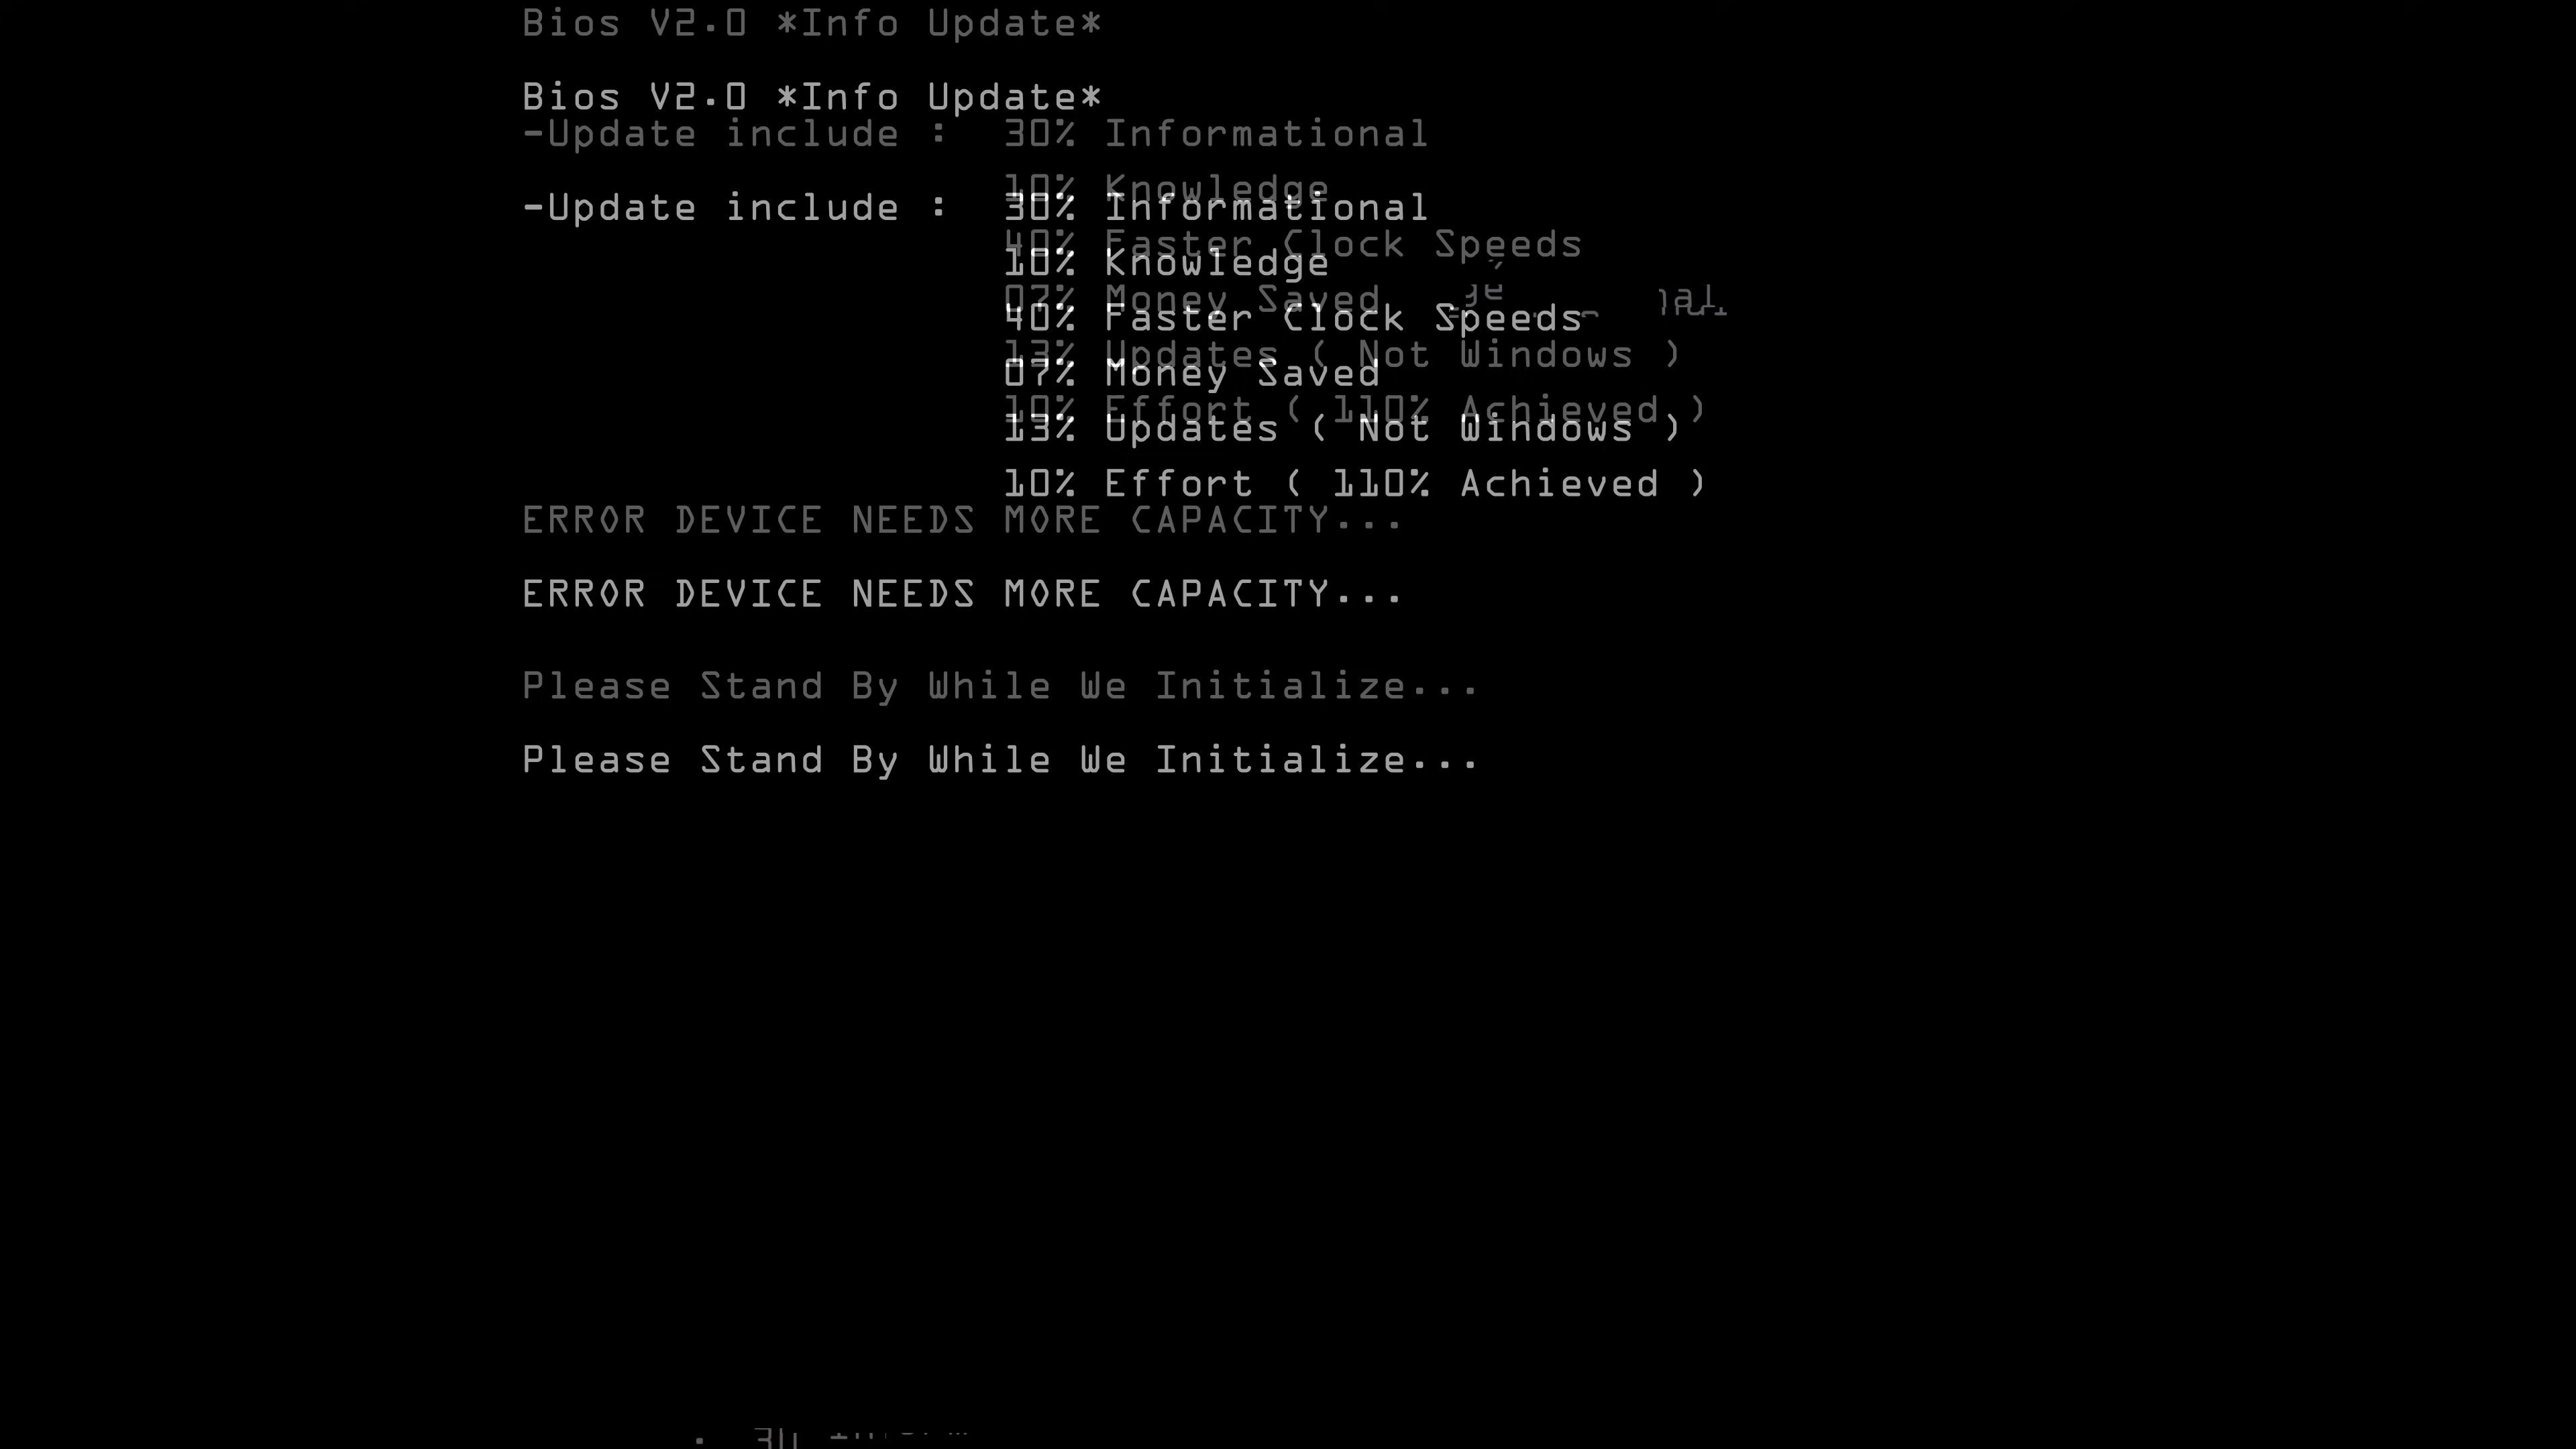 Bios V2.0 *Info Update*
Bios V2.0 *Info Update*
-Update include : 30% Informational
10% Knowledge
-Update include : 30% Informational
40% Faster Clock Speeds
10% Knowledge
07% Money Saved
40% Faster Clock Speeds
13% Updates ( Not Windows )
07% Money Saved
10% Effort ( 110% Achieved )
13% Updates ( Not Windows )
10% Effort ( 110% Achieved )
ERROR DEVICE NEEDS MORE CAPACITY...
ERROR DEVICE NEEDS MORE CAPACITY...
Please Stand By While We Initialize...
Please Stand By While We Initialize...